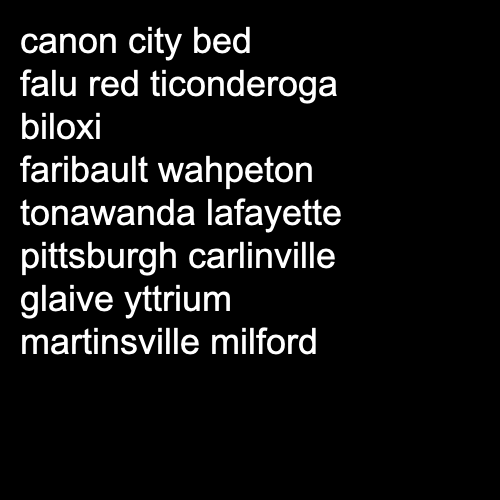 canon city bed
falu red ticonderoga
biloxi
faribault wahpeton
tonawanda lafayette
pittsburgh carlinville
glaive yttrium
martinsville milford